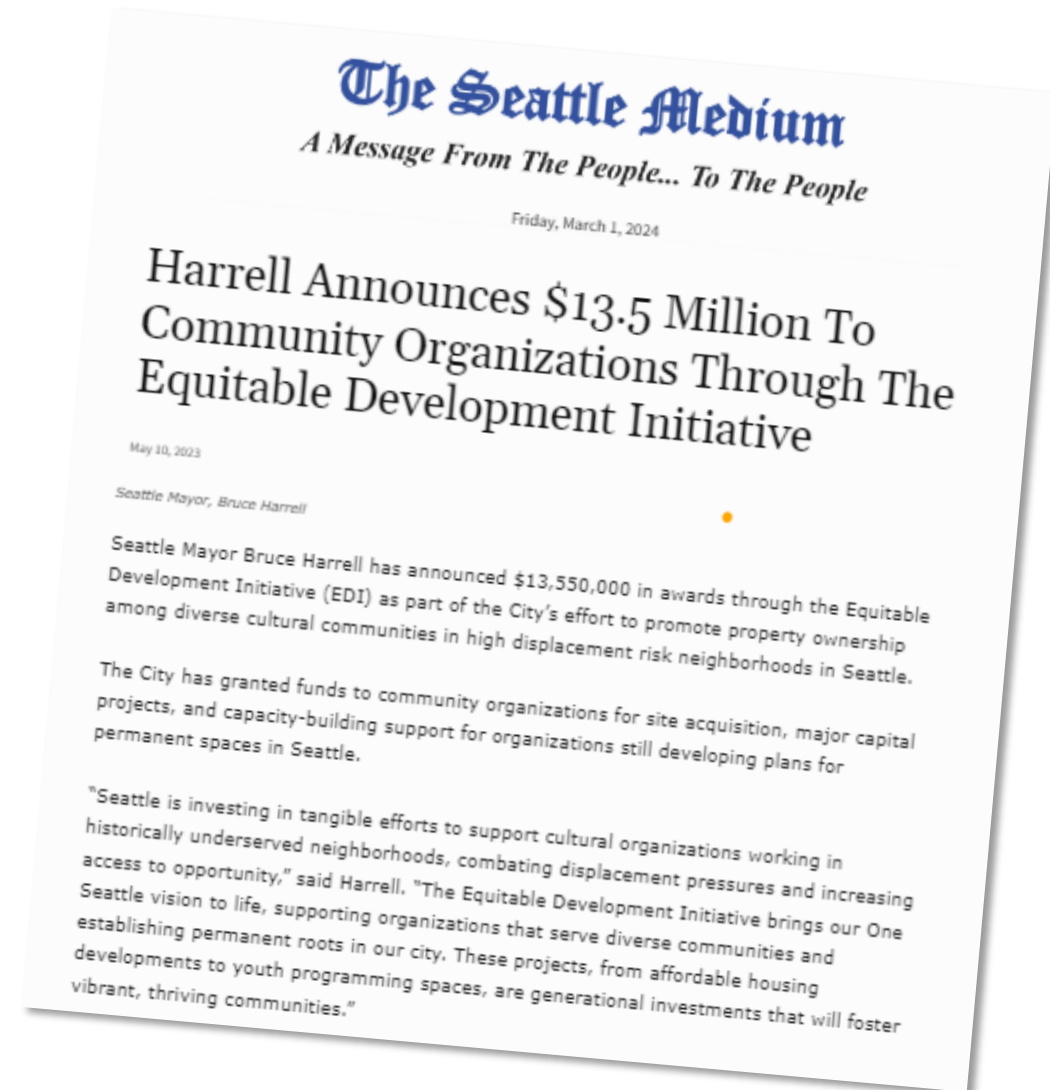 The Seattle Medium
A Message From The People... To The People
Friday, March 1, 2024
Harrell Announces $13.5 Million To
Community Organizations Through The
Equitable Development Initiative
May 10, 2023
Seattle Mayor, Bruce Harrell
Seattle Mayor Bruce Harrell has announced $13,550,000 in awards through the Equitable
Development Initiative (EDI) as part of the City's effort to promote property ownership
among diverse cultural communities in high displacement risk neighborhoods in Seattle.
The City has granted funds to community organizations for site acquisition, major capital
projects, and capacity-building support for organizations still developing plans for
permanent spaces in Seattle.
"Seattle is investing in tangible efforts to support cultural organizations working in
historically underserved neighborhoods, combating displacement pressures and increasing
access to opportunity," said Harrell. "The Equitable Development Initiative brings our One
Seattle vision to life, supporting organizations that serve diverse communities and
establishing permanent roots in our city. These projects, from affordable housing
developments to youth programming spaces, are generational investments that will foster
vibrant, thriving communities."